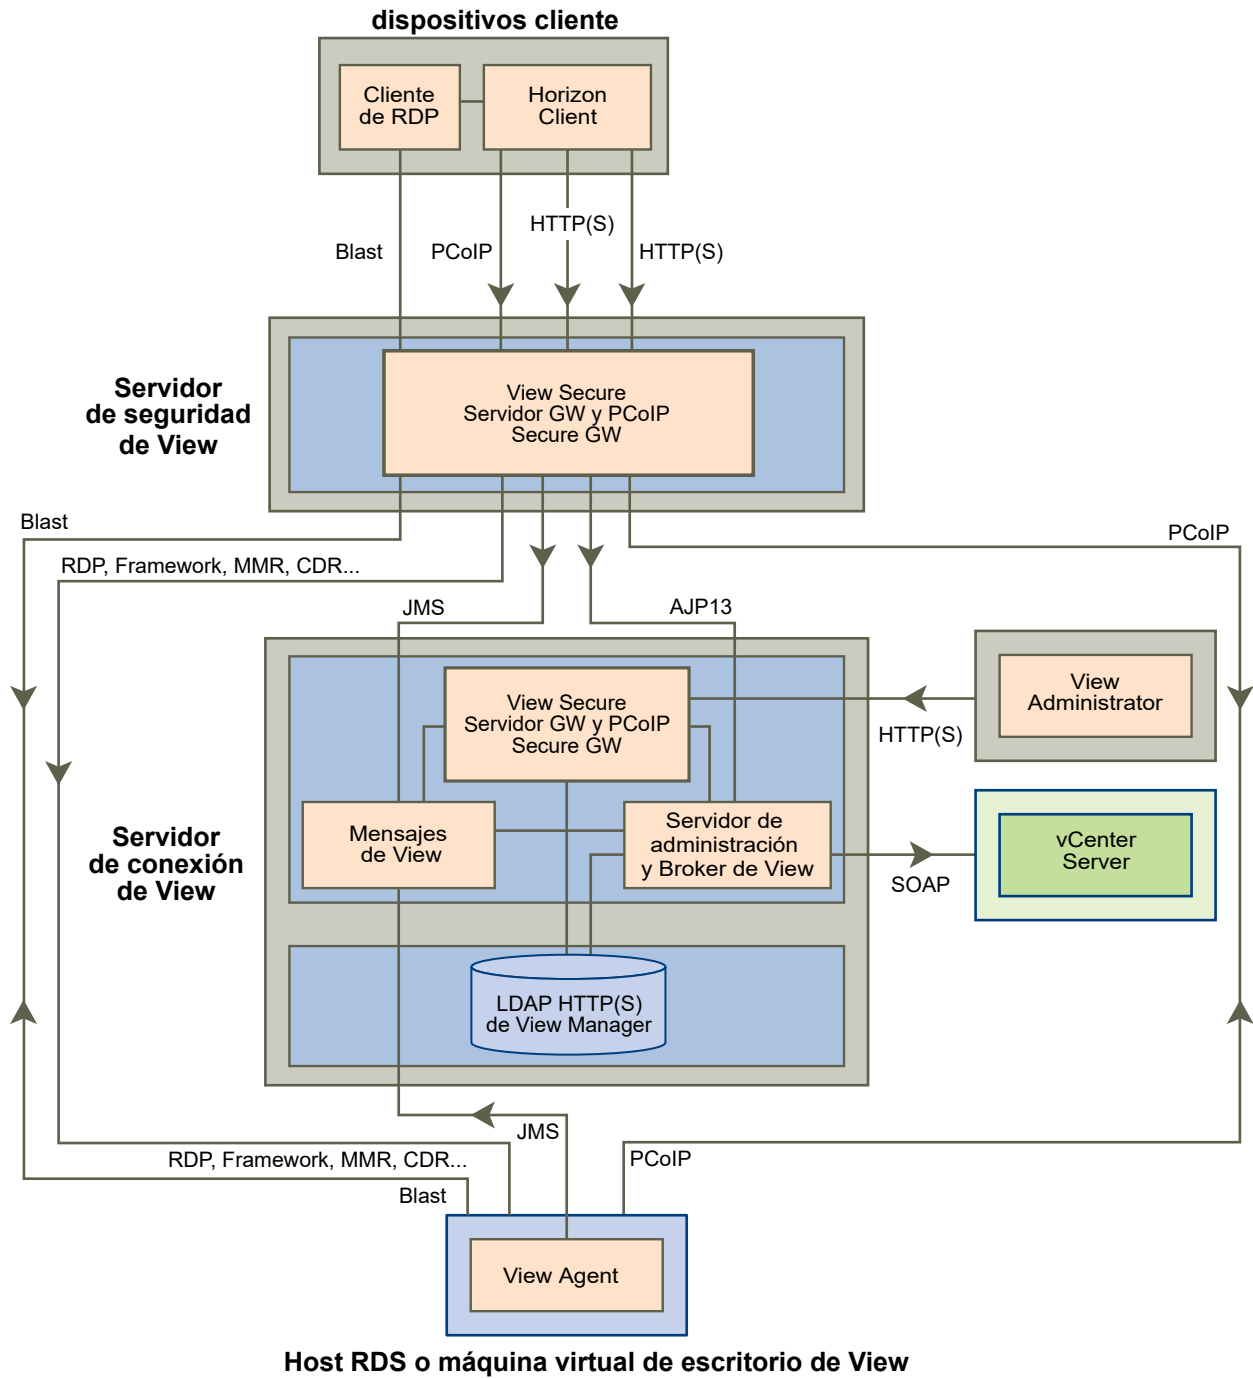 dispositivos cliente
Cliente
de RDP
Horizon
Client
Blast
PCoIP
HTTP(S)
HTTP(S)
Servidor
de seguridad
de View
View Secure
Servidor GW y PCoIP
Secure GW
Blast
RDP, Framework, MMR, CDR...
JMS
AJP13
PCoIP
View Secure
Servidor GW y PCoIP
Secure GW
HTTP(S)
View
Administrator
Servidor
de conexión
de View
Mensajes
de View
Servidor de
administración
y Broker de View
SOAP
vCenter
Server
LDAP HTTP(S)
de View Manager
JMS
RDP, Framework, MMR, CDR...
Blast
PCoIP
View Agent
Host RDS o máquina virtual de escritorio de View